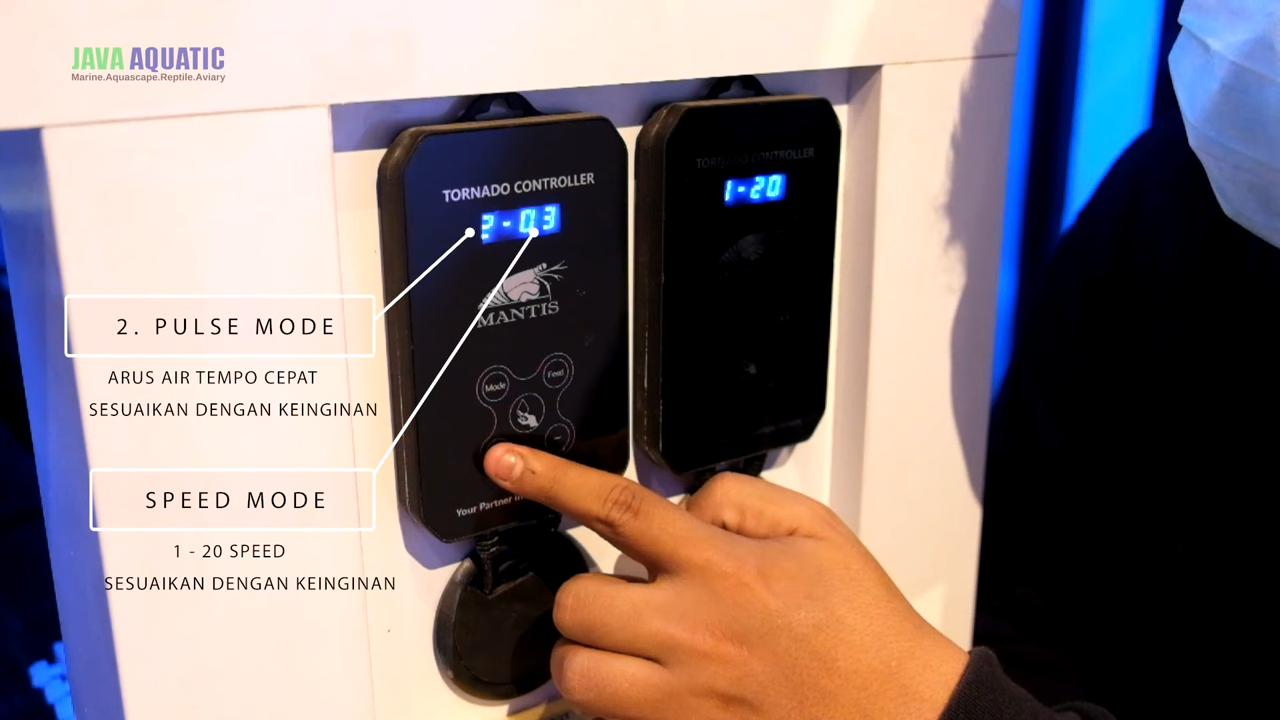 JAVA AQUATIC
Marine.Aquascape.Reptile.Aviary
TORNADO CONTROLLER
2-03
MANTIS
Mode
Feed
Your Partner
TORNADO CONTROLLER
1-20
2. PULSE MODE
ARUS AIR TEMPO CEPAT
SESUAIKAN DENGAN KEINGINAN
SPEED MODE
1 - 20 SPEED
SESUAIKAN DENGAN KEINGINAN